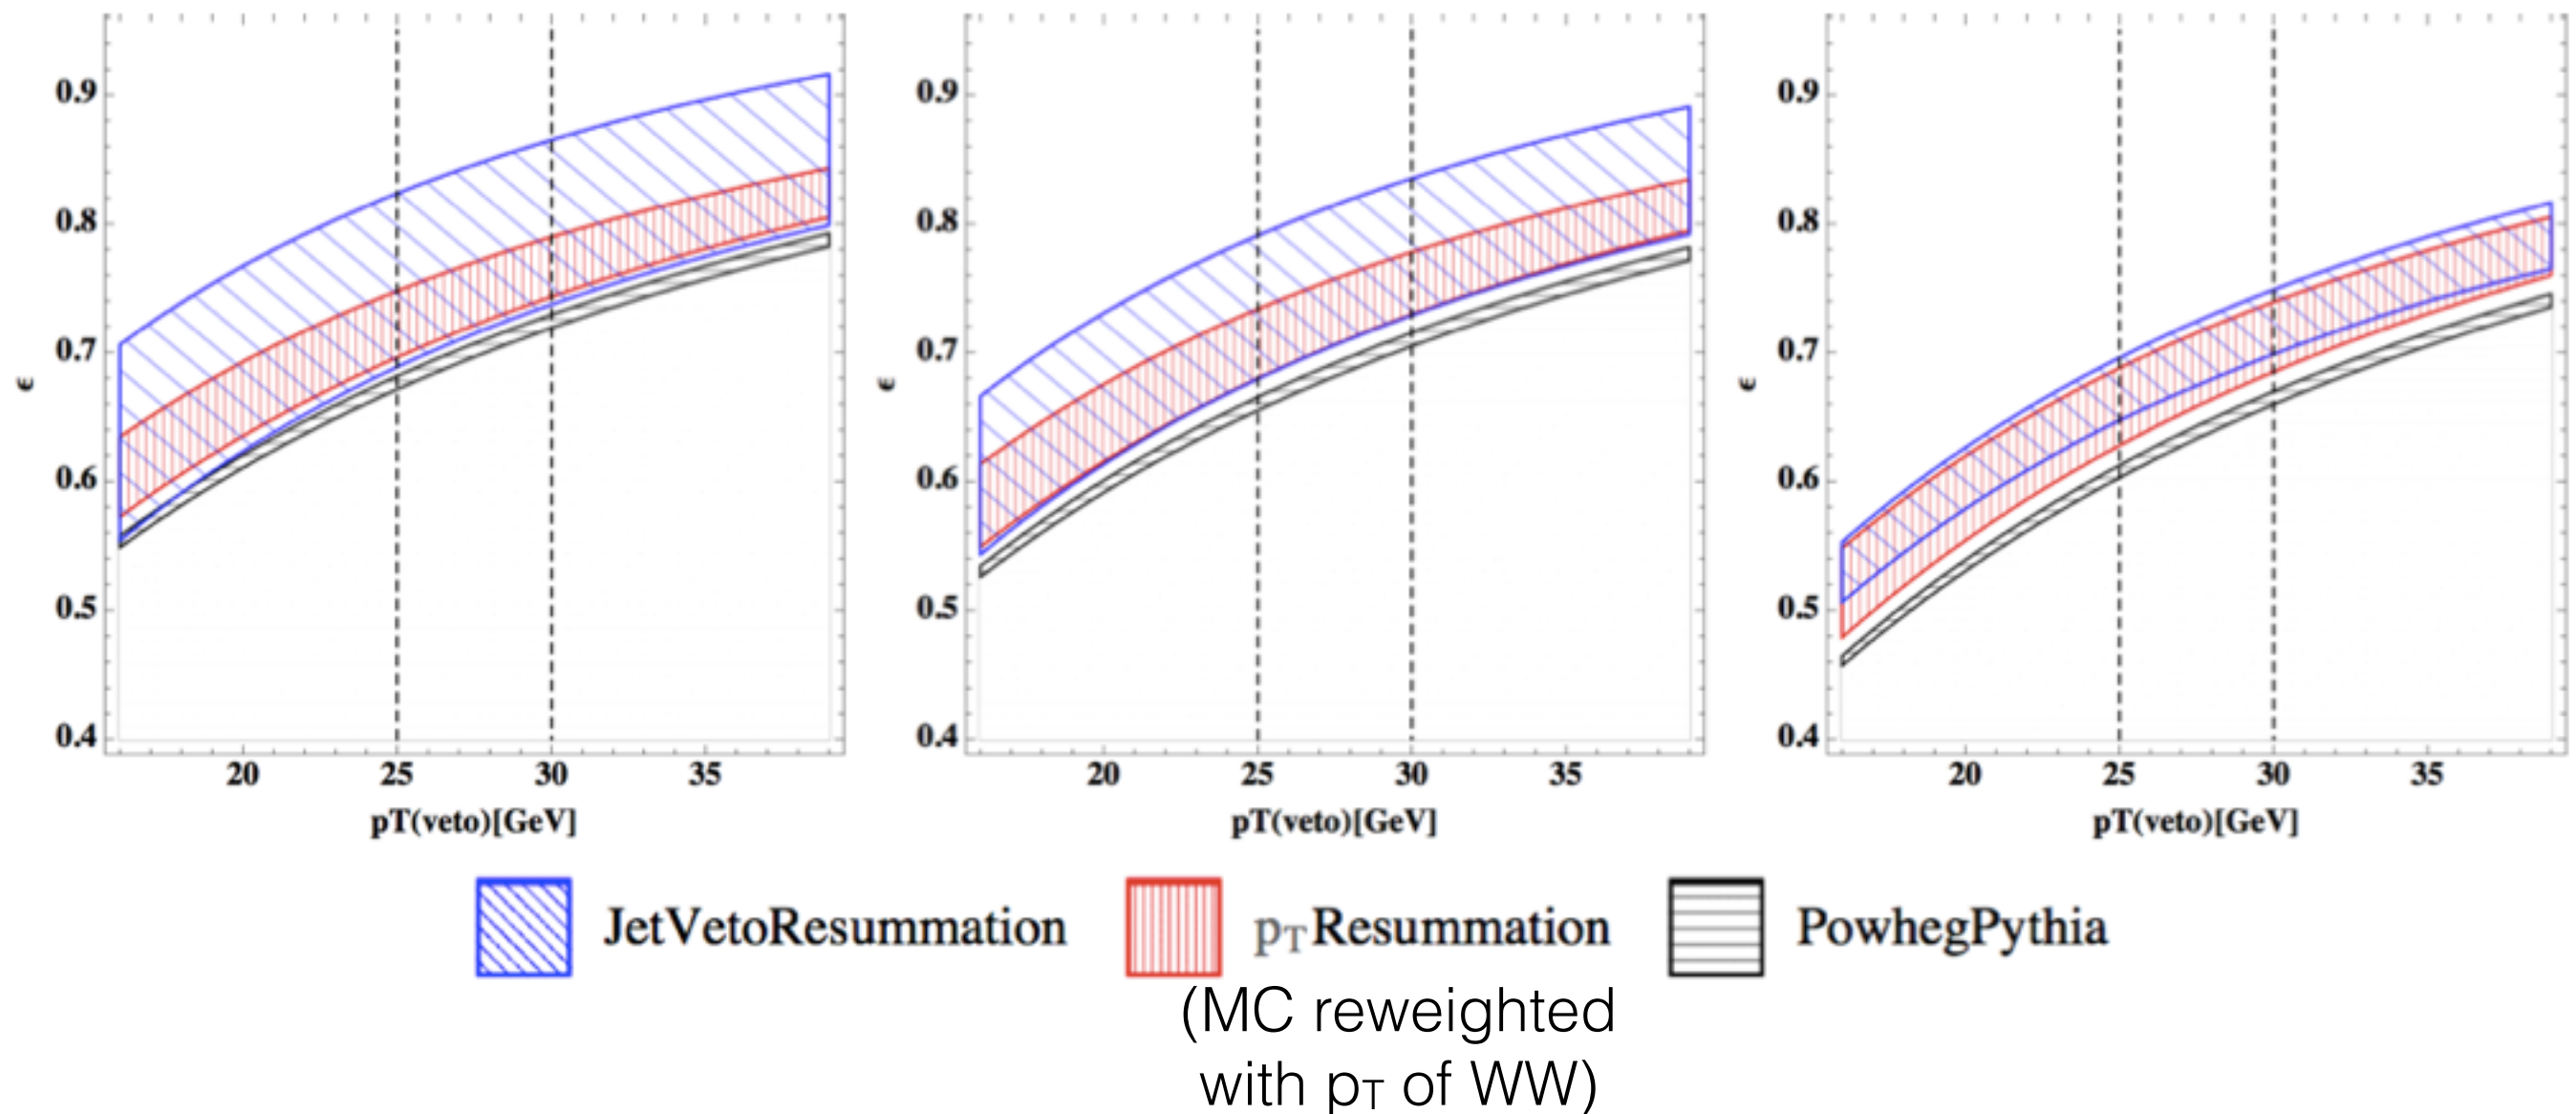 0.9 0.9 0.9
0.8 0.8 0.8
0.7 0.7 0.7
ϵ ϵ ϵ
0.6 0.6 0.6
0.5 0.5 0.5
0.4 0.4 0.4
20 25 30 35 20 25 30 35 20 25 30 35
pT(veto)[GeV] pT(veto)[GeV] pT(veto)[GeV]
JetVetoResummation pTResummation PowhegPythia
(MC reweighted
with pT of WW)